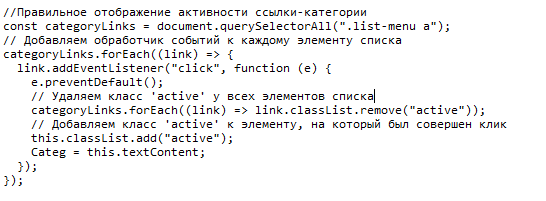 //Правильное отображение активности ссылки-категории
const categoryLinks = document.querySelectorAll(".list-menu a");
// Добавляем обработчик событий к каждому элементу списка
categoryLinks.forEach((link) => {
  link.addEventListener("click", function (e) {
    e.preventDefault();
    // Удаляем класс 'active' у всех элементов списка
    categoryLinks.forEach((link) => link.classList.remove("active"));
    // Добавляем класс 'active' к элементу, на который был совершен клик
    this.classList.add("active");
    Categ = this.textContent;
  });
});